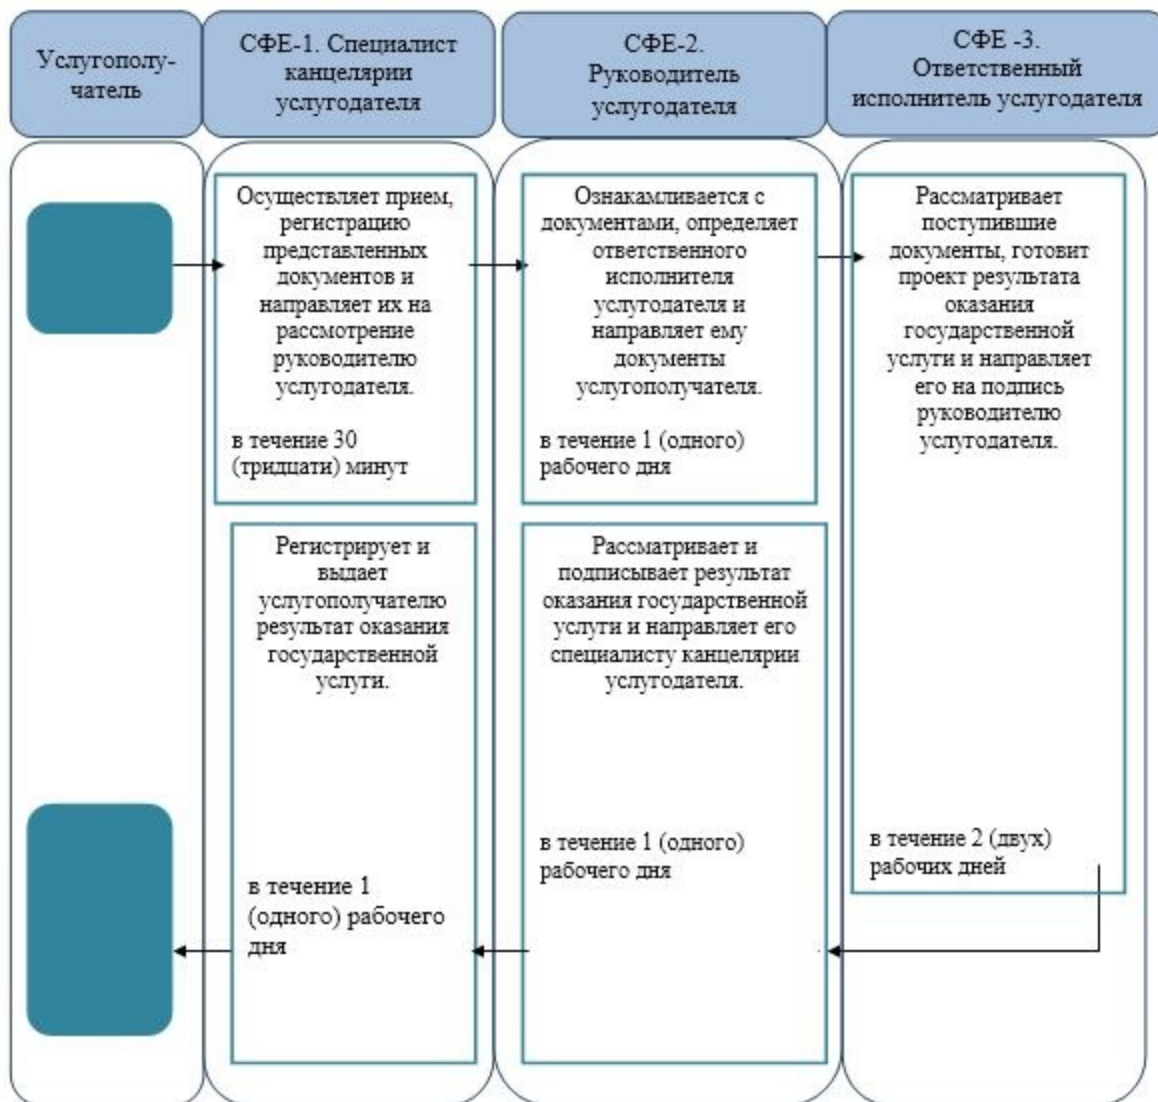 Услугополу-
чатель
СФЕ-1. Специалист
канцелярии
услугодателя
СФЕ-2.
Руководитель
услугодателя
СФЕ -3.
Ответственный
исполнитель услугодателя
Осуществляет прием,
регистрацию
представленных
документов и
направляет их на
рассмотрение
руководителю
услугодателя.
в течение 30
(тридцати) минут
Ознакамливается с
документами, определяет
ответственного
исполнителя
услугодателя и
направляет ему
документы
услугополучателя.
в течение 1 (одного)
рабочего дня
Рассматривает
поступившие
документы, готовит
проект результата
оказания
государственной
услуги и направляет
его на подпись
руководителю
услугодателя.
в течение 2 (двух)
рабочих дней
Регистрирует и
выдает
услугополучателю
результат оказания
государственной
услуги.
в течение 1
(одного) рабочего
дня
Рассматривает и
подписывает результат
оказания государственной
услуги и направляет его
специалисту канцелярии
услугодателя.
в течение 1 (одного)
рабочего дня